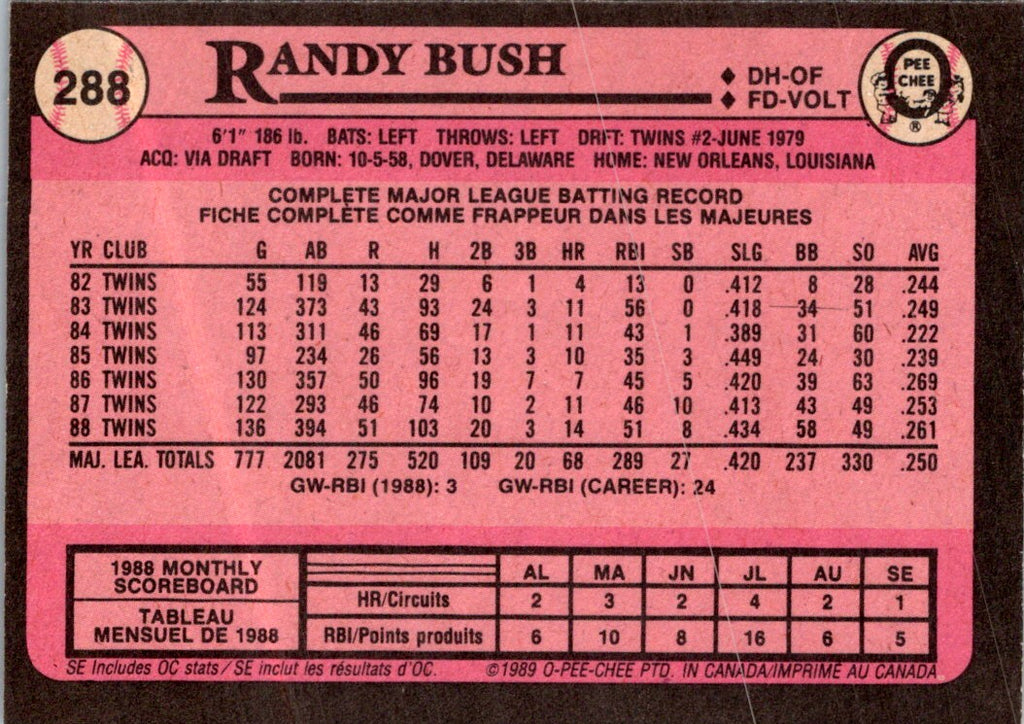 288
RANDY BUSH
♦ DH-OF
♦ FD-VOLT
O PEE CHEE ®
6'1" 186 lb. BATS: LEFT THROWS: LEFT DRFT: TWINS #2-JUNE 1979
ACQ: VIA DRAFT BORN: 10-5-58, DOVER, DELAWARE HOME: NEW ORLEANS, LOUISIANA
COMPLETE MAJOR LEAGUE BATTING RECORD
FICHE COMPLÈTE COMME FRAPPEUR DANS LES MAJEURES
YR CLUB G AB R H 2B 3B HR RBI SB SLG BB SO AVG
82 TWINS 55 119 13 29 6 1 4 13 0 .412 8 28 .244
83 TWINS 124 373 43 93 24 3 11 56 0 .418 34 51 .249
84 TWINS 113 311 46 69 17 1 11 43 1 .389 31 60 .222
85 TWINS 97 234 26 56 13 3 10 35 3 .449 24 30 .239
86 TWINS 130 357 50 96 19 7 7 45 5 .420 39 63 .269
87 TWINS 122 293 46 74 10 2 11 46 10 .413 43 49 .253
88 TWINS 136 394 51 103 20 3 14 51 8 .434 58 49 .261
MAJ. LEA. TOTALS 777 2081 275 520 109 20 68 289 27 .420 237 330 .250
GW-RBI (1988): 3 GW-RBI (CAREER): 24
1988 MONTHLY
SCOREBOARD
TABLEAU
MENSUEL DE 1988
AL MA JN JL AU SE
HR/Circuits 2 3 2 4 2 1
RBI/Points produits 6 10 8 16 6 5
SE Includes OC stats/SE inclut les résultats d'OC. ©1989 O-PEE-CHEE PTD. IN CANADA/IMPRIMÉ AU CANADA